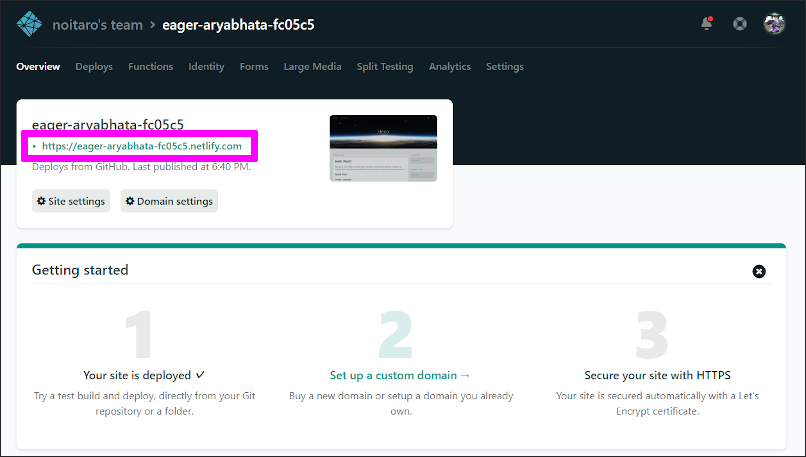 noitaro's team > eager-aryabhata-fc05c5
Overview Deploys Functions Identity Forms Large Media Split Testing Analytics Settings
eager-aryabhata-fc05c5
• https://eager-aryabhata-fc05c5.netlify.com
Deploys from GitHub. Last published at 6:40 PM.
Site settings Domain settings
Getting started
1 2 3
Your site is deployed ✓ Set up a custom domain → Secure your site with HTTPS
Try a test build and deploy, directly from your Git Buy a new domain or setup a domain you already Your site is secured automatically with a Let's
repository or a folder. own. Encrypt certificate.